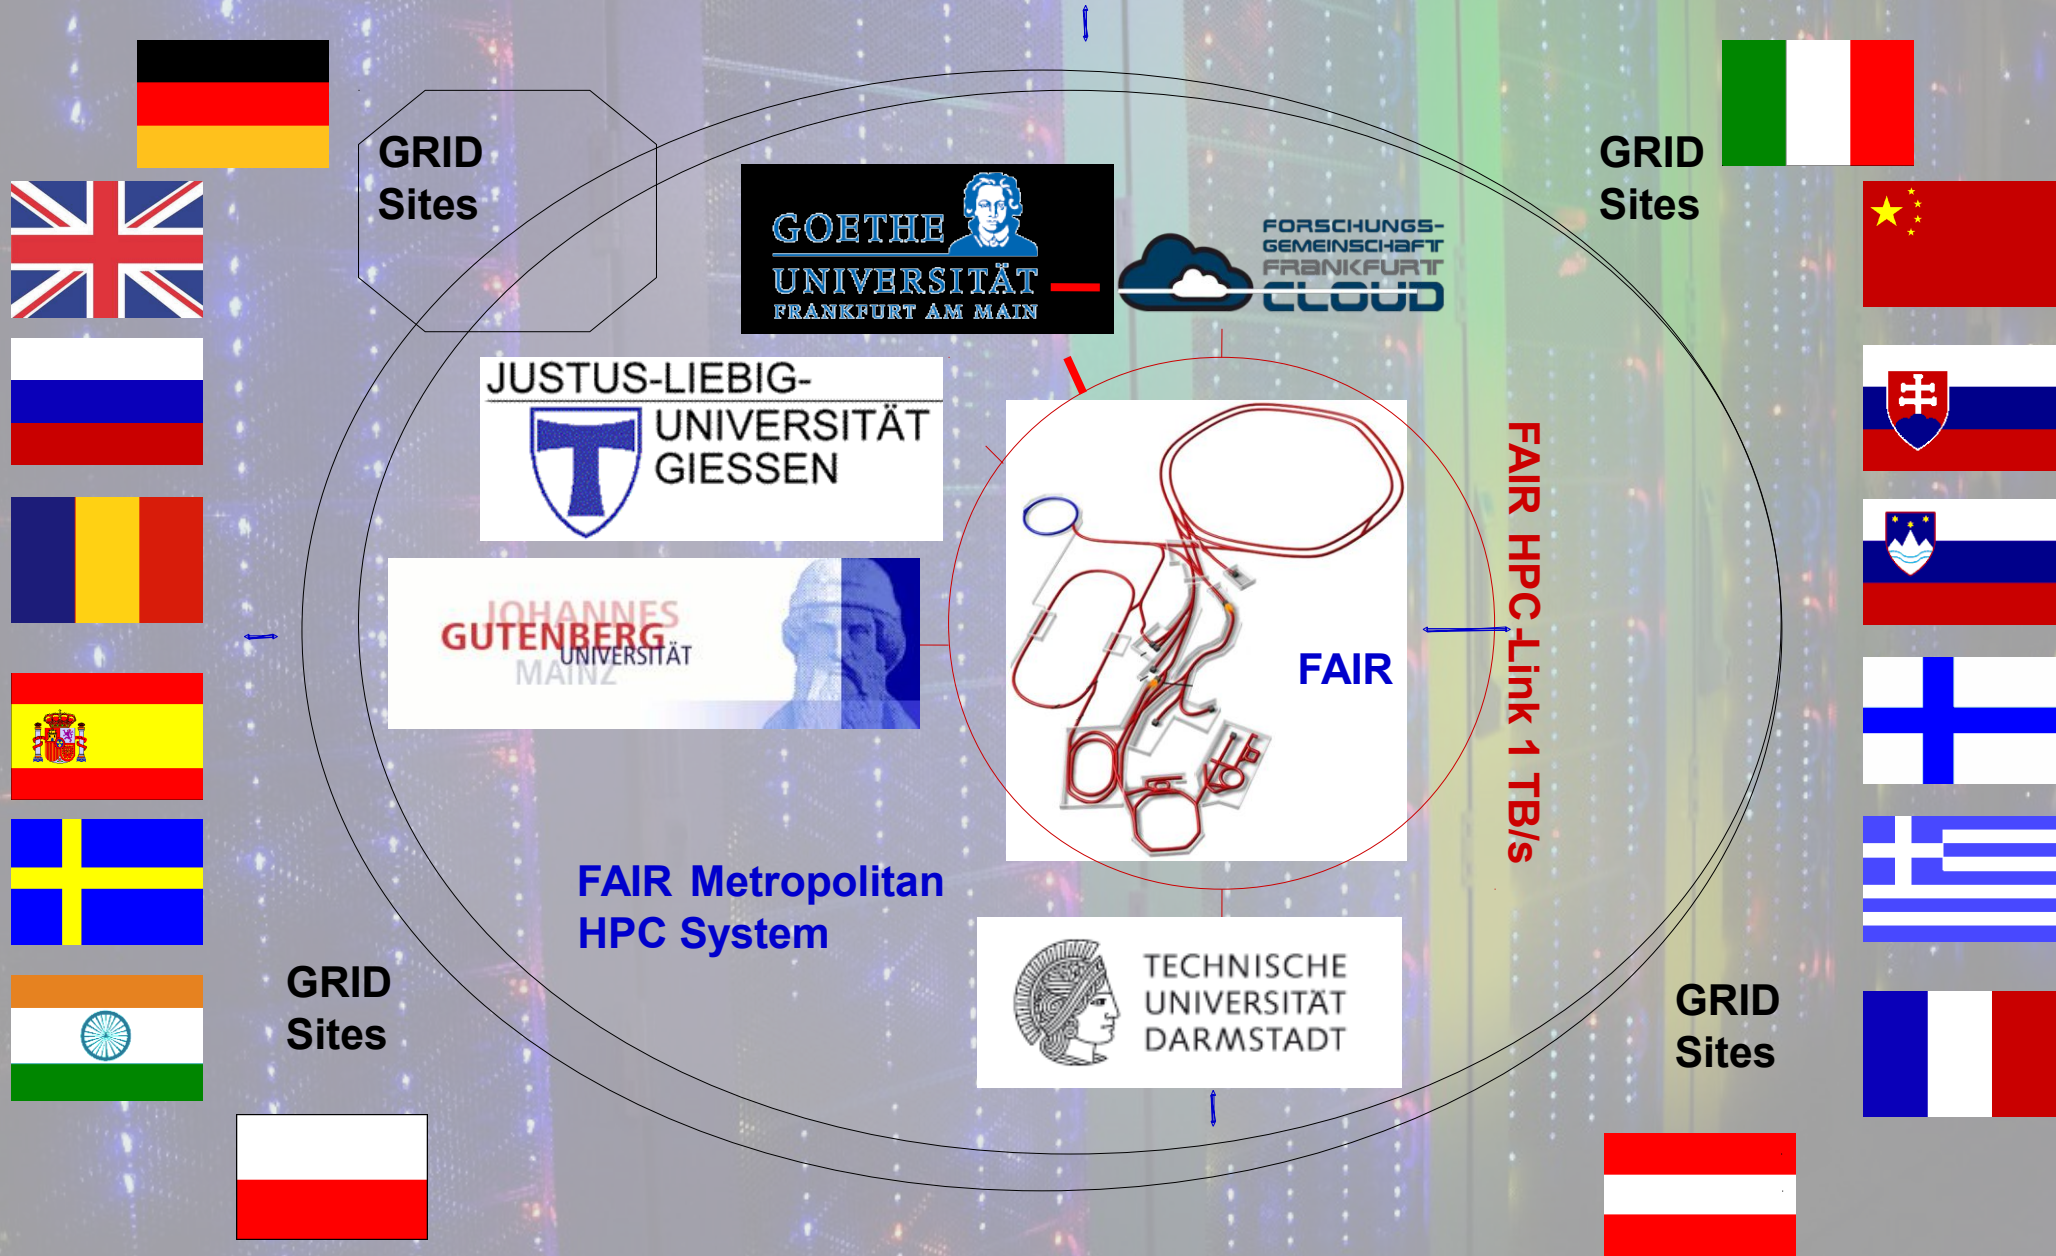 GRID
Sites
GRID
Sites
GOETHE
UNIVERSITÄT
FRANKFURT AM MAIN
FORSCHUNGS-
GEMEINSCHAFT
FRANKFURT
CLOUD
JUSTUS-LIEBIG-
UNIVERSITÄT
GIESSEN
JOHANNES
GUTENBERG
UNIVERSITÄT
MAINZ
FAIR
FAIR HPC-Link 1 TB/s
FAIR Metropolitan
HPC System
TECHNISCHE
UNIVERSITÄT
DARMSTADT
GRID
Sites
GRID
Sites